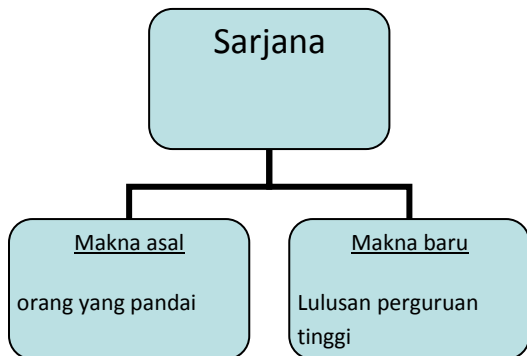 Sarjana
Makna asal
orang yang pandai
Makna baru
Lulusan perguruan
tinggi